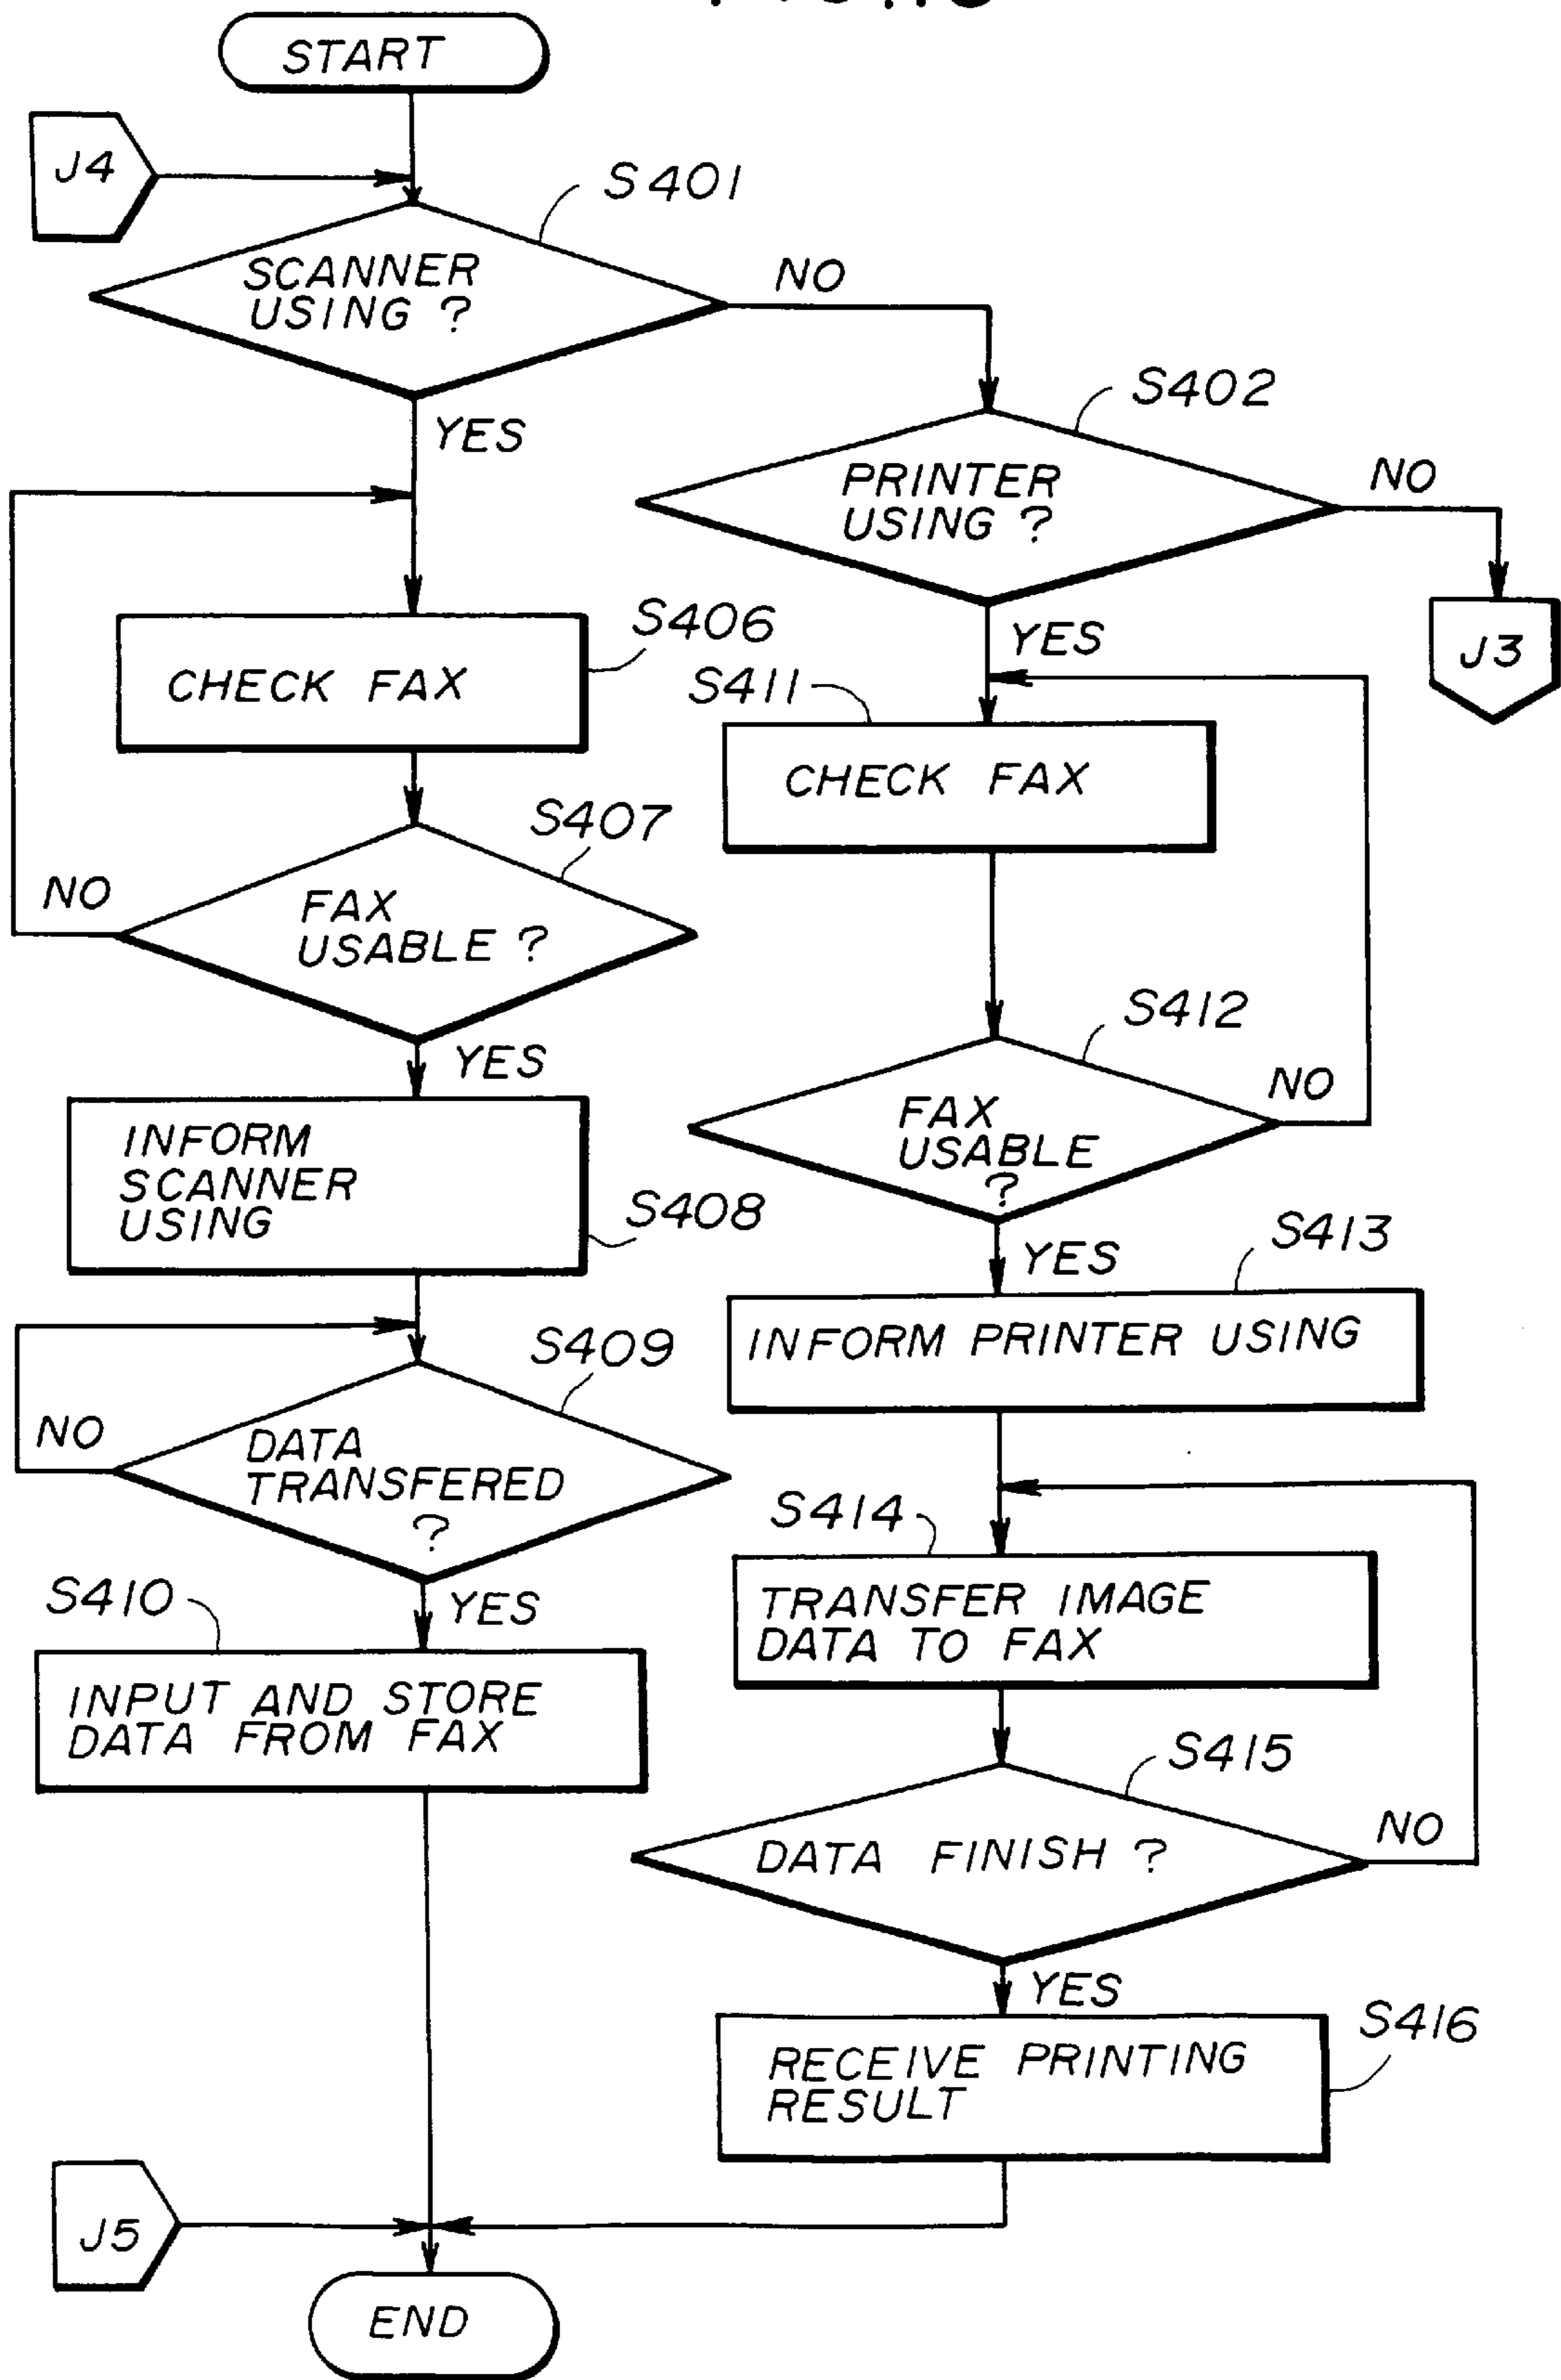 START
J4
S401
SCANNER
USING ?
NO
S402
YES
PRINTER
USING ?
NO
J3
S406
CHECK FAX
YES
S411
CHECK FAX
S407
NO
FAX
USABLE ?
YES
S412
NO
FAX
USABLE
?
INFORM
SCANNER
USING
S408
YES
S413
INFORM PRINTER USING
S409
NO
DATA
TRANSFERED
?
YES
S414
TRANSFER IMAGE
DATA TO FAX
S410
INPUT AND STORE
DATA FROM FAX
S415
NO
DATA FINISH ?
YES
S416
RECEIVE PRINTING
RESULT
J5
END